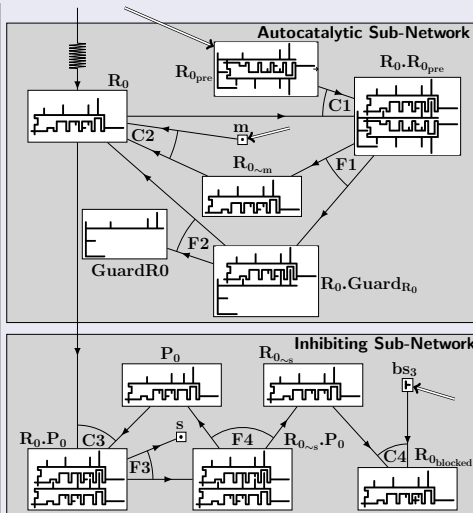 Autocatalytic Sub-Network
R0pre
R0.R0pre
R0
C1
m
C2
R0~m
F1
F2
GuardR0
R0.GuardR0
Inhibiting Sub-Network
P0
R0~s
bs3
s
R0.P0
C3
F3
F4
R0~s.P0
C4
R0blocked